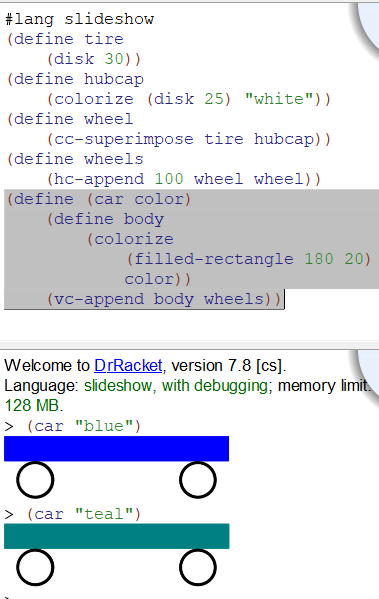 #lang slideshow
(define tire
(disk 30))
(define hubcap
(colorize (disk 25) "white"))
(define wheel
(cc-superimpose tire hubcap))
(define wheels
(hc-append 100 wheel wheel))
(define (car color)
(define body
(colorize
(filled-rectangle 180 20)
color))
(vc-append body wheels))
Welcome to DrRacket, version 7.8 [cs].
Language: slideshow, with debugging; memory limit:
128 MB.
> (car "blue")
> (car "teal")
>